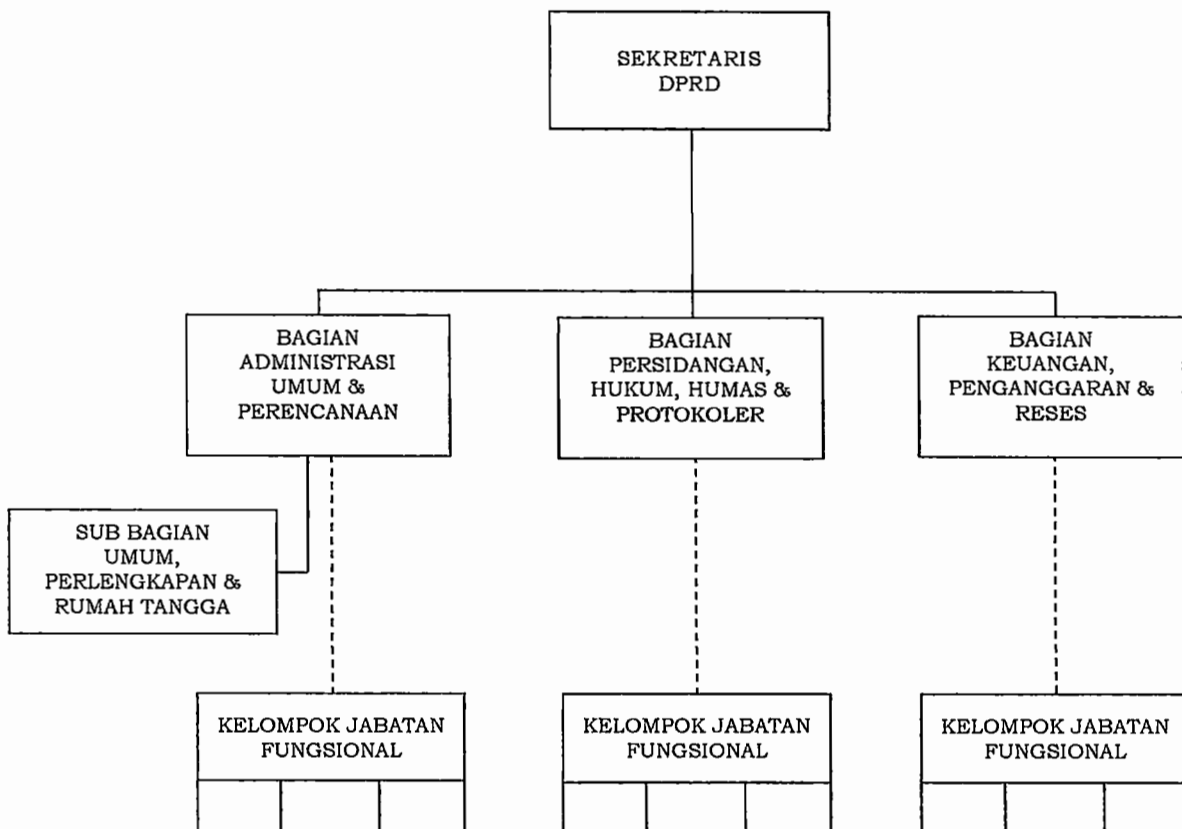 SEKRETARIS
DPRD
BAGIAN
ADMINISTRASI
UMUM &
PERENCANAAN
BAGIAN
PERSIDANGAN,
HUKUM, HUMAS &
PROTOKOLER
BAGIAN
KEUANGAN,
PENGANGGARAN &
RESES
SUB BAGIAN
UMUM,
PERLENGKAPAN &
RUMAH TANGGA
KELOMPOK JABATAN
FUNGSIONAL
KELOMPOK JABATAN
FUNGSIONAL
KELOMPOK JABATAN
FUNGSIONAL